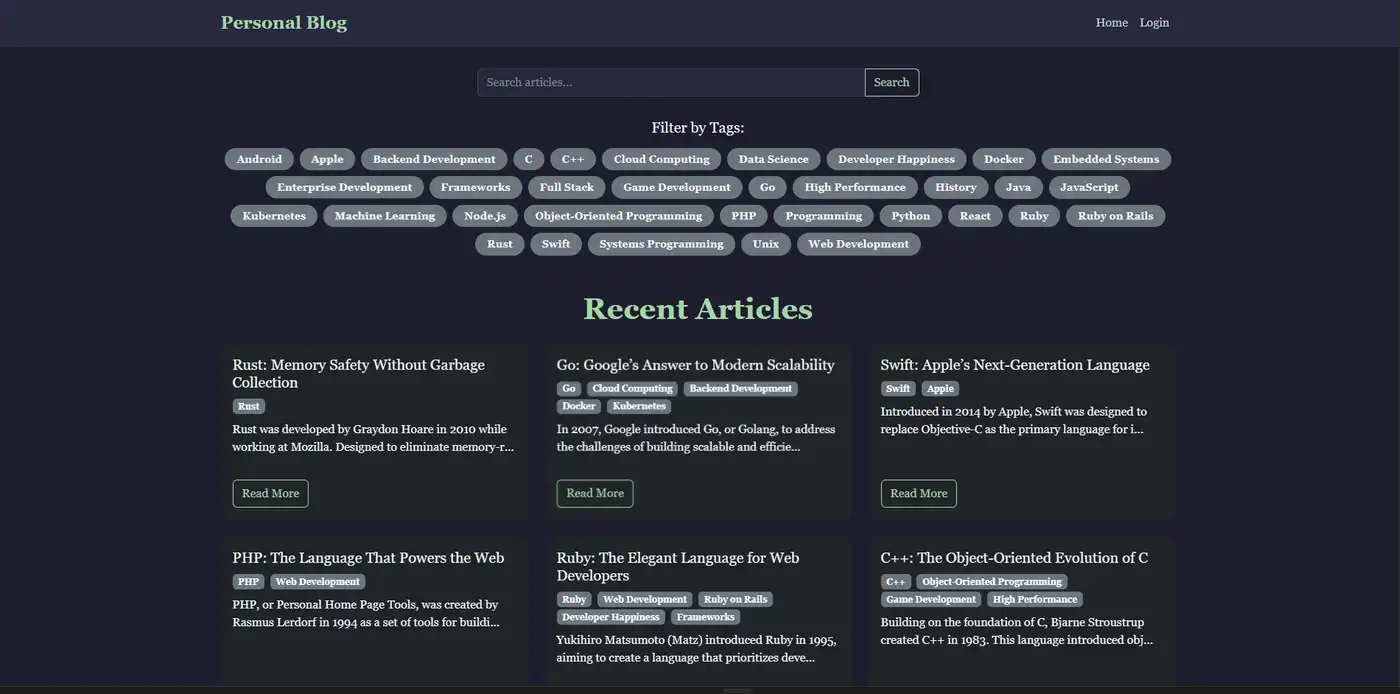 Personal Blog
Home Login
Search articles...
Search
Filter by Tags:
Android Apple Backend Development C C++ Cloud Computing Data Science Developer Happiness Docker Embedded Systems
Enterprise Development Frameworks Full Stack Game Development Go High Performance History Java JavaScript
Kubernetes Machine Learning Node.js Object-Oriented Programming PHP Programming Python React Ruby Ruby on Rails
Rust Swift Systems Programming Unix Web Development
Recent Articles
Rust: Memory Safety Without Garbage
Collection
Rust
Rust was developed by Graydon Hoare in 2010 while
working at Mozilla. Designed to eliminate memory-r...
Read More
Go: Google’s Answer to Modern Scalability
Go Cloud Computing Backend Development
Docker Kubernetes
In 2007, Google introduced Go, or Golang, to address
the challenges of building scalable and efficie...
Read More
Swift: Apple’s Next-Generation Language
Swift Apple
Introduced in 2014 by Apple, Swift was designed to
replace Objective-C as the primary language for i...
Read More
PHP: The Language That Powers the Web
PHP Web Development
PHP, or Personal Home Page Tools, was created by
Rasmus Lerdorf in 1994 as a set of tools for buildi...
Ruby: The Elegant Language for Web
Developers
Ruby Web Development Ruby on Rails
Developer Happiness Frameworks
Yukihiro Matsumoto (Matz) introduced Ruby in 1995,
aiming to create a language that prioritizes deve...
C++: The Object-Oriented Evolution of C
C++ Object-Oriented Programming
Game Development High Performance
Building on the foundation of C, Bjarne Stroustrup
created C++ in 1983. This language introduced obj...